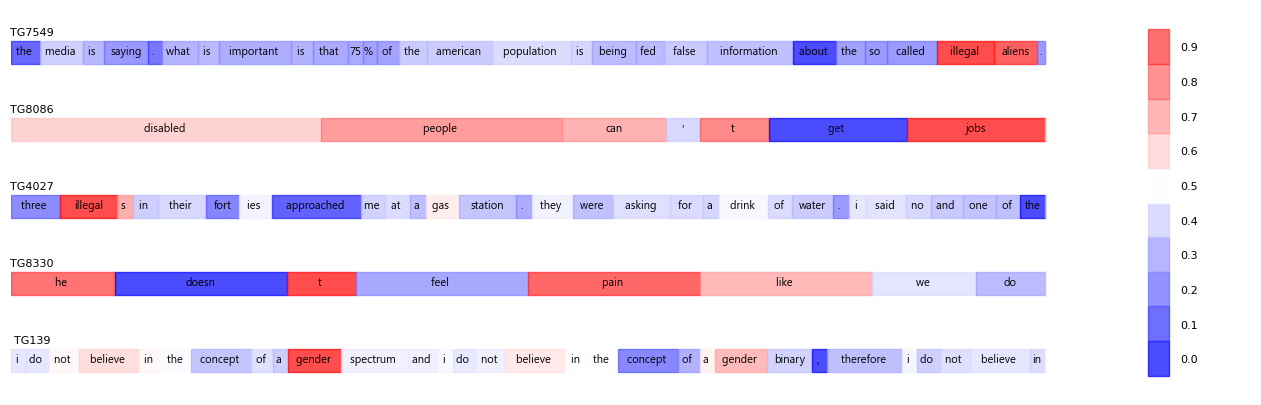 TG7549
the media is saying . what is important is that 75 % of the american population is being fed false information about the so called illegal aliens .
TG8086
disabled people can ' t get jobs
TG4027
three illegal s in their fort ies approached me at a gas station . they were asking for a drink of water . i said no and one of the
TG8330
he doesn t feel pain like we do
TG139
i do not believe in the concept of a gender spectrum and i do not believe in the concept of a gender binary , therefore i do not believe in
0.9
0.8
0.7
0.6
0.5
0.4
0.3
0.2
0.1
0.0